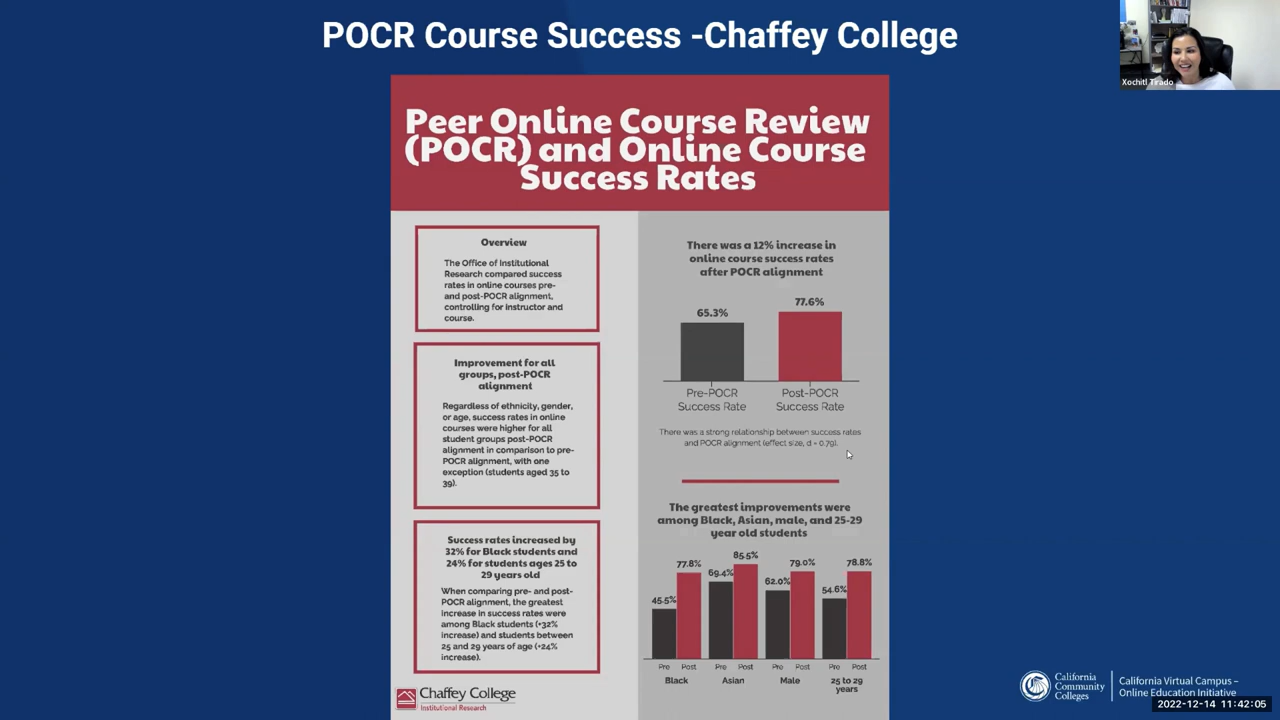 POCR Course Success -Chaffey College
Xochitl Tirado
Peer Online Course Review
(POCR) and Online Course
Success Rates
Overview
The Office of Institutional
Research compared success
rates in online courses pre-
and post-POCR alignment,
controlling for instructor and
course.
Improvement for all
groups, post-POCR
alignment
Regardless of ethnicity, gender,
or age, success rates in online
courses were higher for all
student groups post-POCR
alignment in comparison to pre-
POCR alignment, with one
exception (students aged 35 to
39).
Success rates increased by
32% for Black students and
24% for students ages 25 to
29 years old
When comparing pre- and post-
POCR alignment, the greatest
increase in success rates were
among Black students (+32%
increase) and students between
25 and 29 years of age (+24%
increase).
Chaffey College
Institutional Research
There was a 12% increase in
online course success rates
after POCR alignment
65.3%
77.6%
Pre-POCR
Success Rate
Post-POCR
Success Rate
There was a strong relationship between success rates
and POCR alignment (effect size, d = 0.79).
The greatest improvements were
among Black, Asian, male, and 25-29
year old students
45.5% 77.8% 69.4% 85.5% 62.0% 79.0% 54.6% 78.8%
Pre Post Pre Post Pre Post Pre Post
Black Asian Male 25 to 29
years
California
Community
Colleges
California Virtual Campus –
Online Education Initiative
2022-12-14 11:42:05